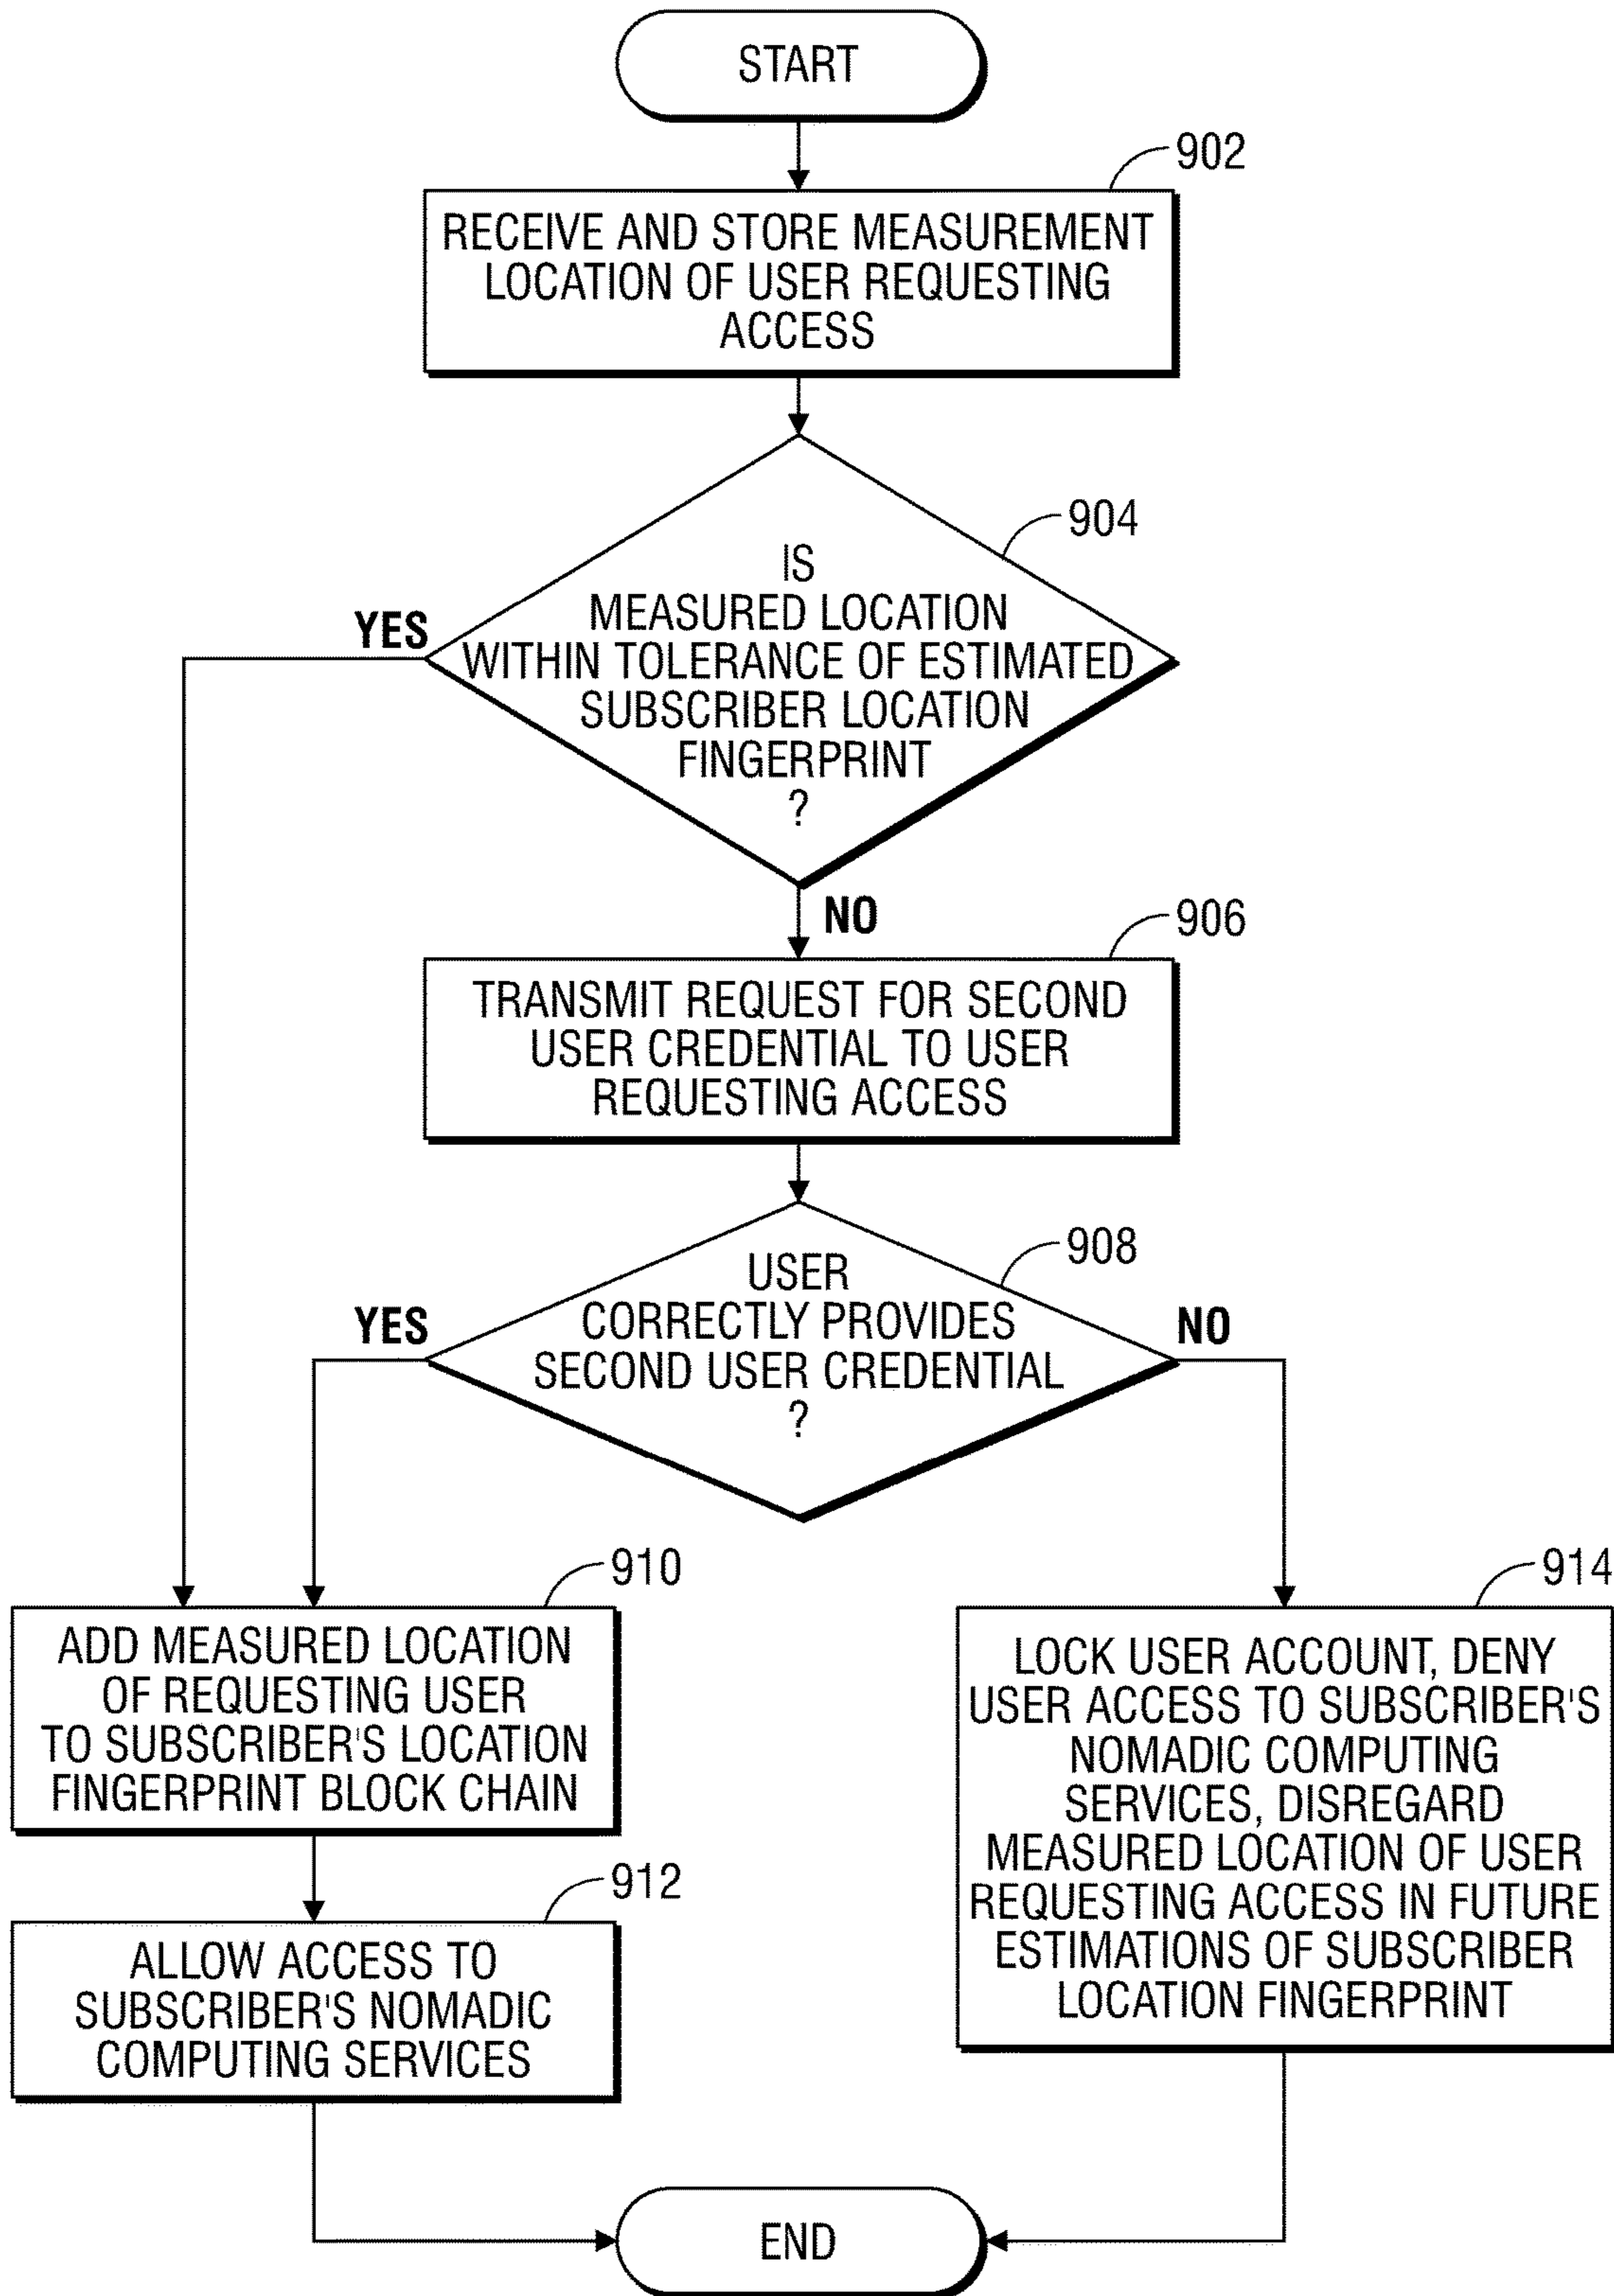 START
902
RECEIVE AND STORE MEASUREMENT
LOCATION OF USER REQUESTING
ACCESS
904
IS
MEASURED LOCATION
WITHIN TOLERANCE OF ESTIMATED
SUBSCRIBER LOCATION
FINGERPRINT
?
YES
NO
906
TRANSMIT REQUEST FOR SECOND
USER CREDENTIAL TO USER
REQUESTING ACCESS
908
USER
CORRECTLY PROVIDES
SECOND USER CREDENTIAL
?
YES
NO
910
ADD MEASURED LOCATION
OF REQUESTING USER
TO SUBSCRIBER'S LOCATION
FINGERPRINT BLOCK CHAIN
912
ALLOW ACCESS TO
SUBSCRIBER'S NOMADIC
COMPUTING SERVICES
914
LOCK USER ACCOUNT, DENY
USER ACCESS TO SUBSCRIBER'S
NOMADIC COMPUTING
SERVICES, DISREGARD
MEASURED LOCATION OF USER
REQUESTING ACCESS IN FUTURE
ESTIMATIONS OF SUBSCRIBER
LOCATION FINGERPRINT
END